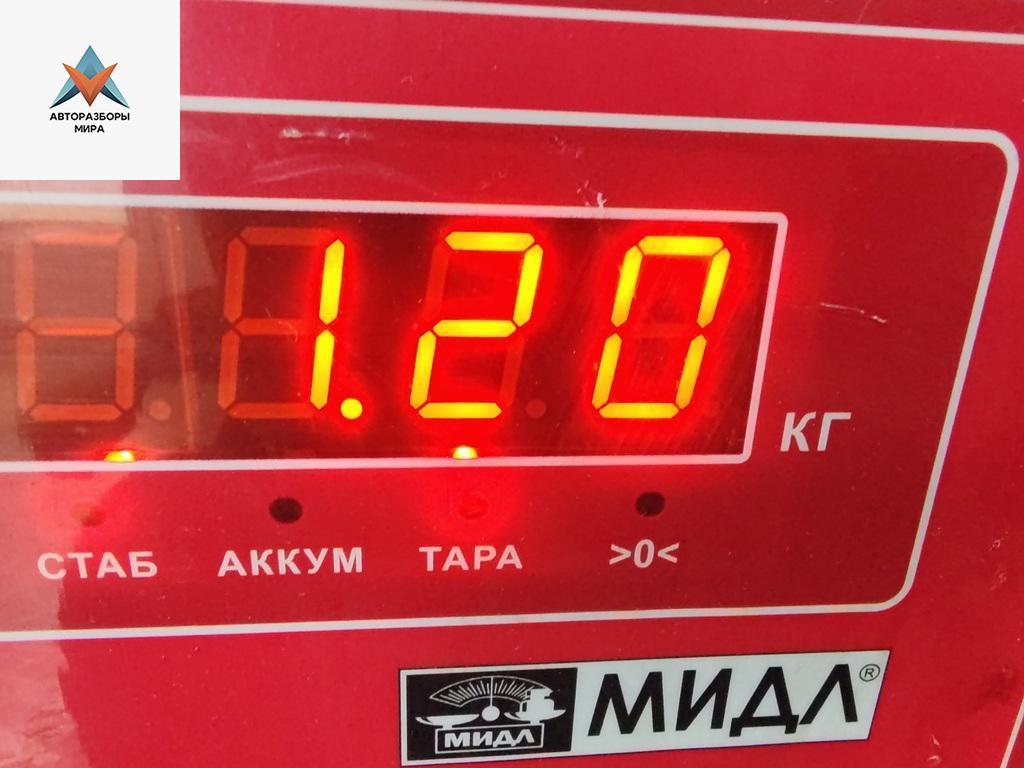 АВТОРАЗБОРЫ
МИРА
1.20
КГ
СТАБ АККУМ ТАРА >0<
МИДЛ МИДЛ®